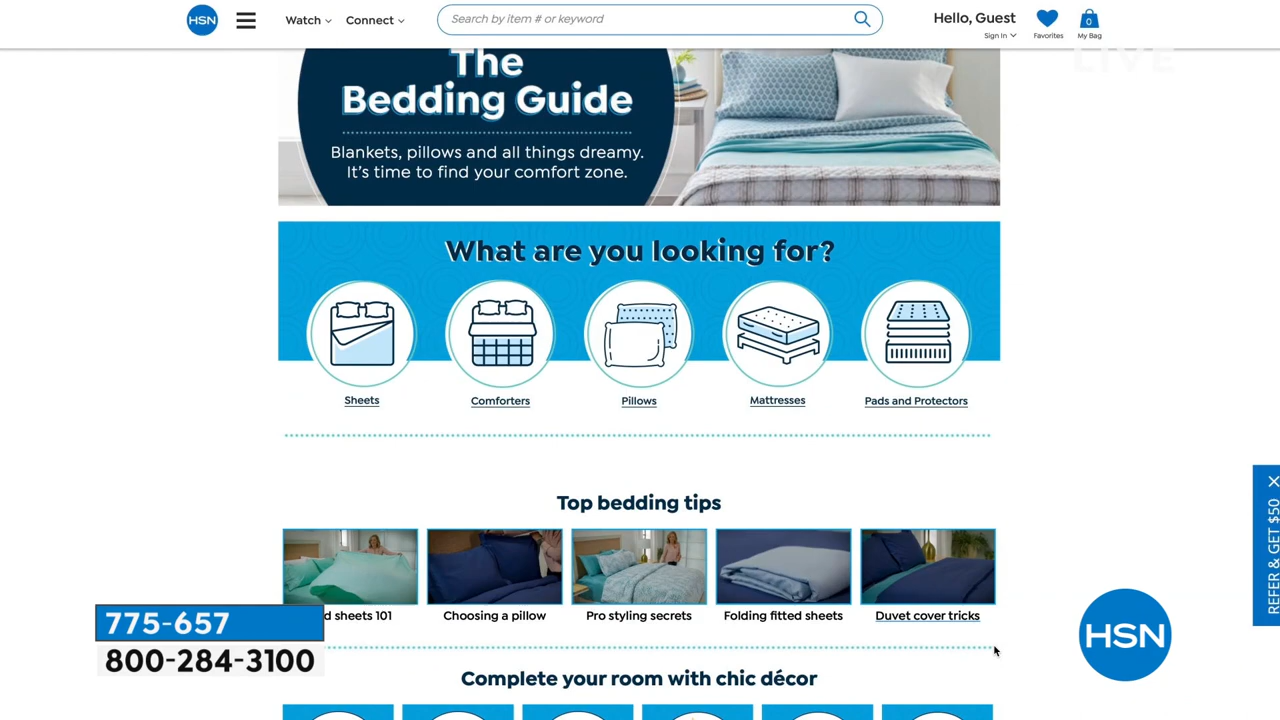 HSN
Watch
Connect
Search by item # or keyword
Hello, Guest
Sign In
Favorites
0
My Bag
LIVE
The
Bedding Guide
Blankets, pillows and all things dreamy.
It's time to find your comfort zone.
What are you looking for?
Sheets
Comforters
Pillows
Mattresses
Pads and Protectors
Top bedding tips
d sheets 101
Choosing a pillow
Pro styling secrets
Folding fitted sheets
Duvet cover tricks
REFER & GET $50
775-657
800-284-3100
HSN
Complete your room with chic décor